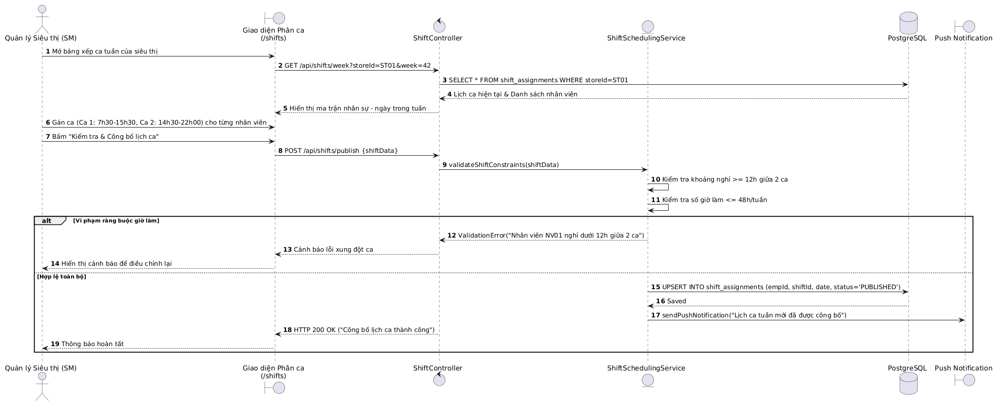 Quản lý Siêu thị (SM)
Giao diện Phân ca
(/shifts)
ShiftController
ShiftSchedulingService
PostgreSQL
Push Notification
1 Mở bảng xếp ca tuần của siêu thị
2 GET /api/shifts/week?storeId=ST01&week=42
3 SELECT * FROM shift_assignments WHERE storeId=ST01
4 Lịch ca hiện tại & Danh sách nhân viên
5 Hiển thị ma trận nhân sự - ngày trong tuần
6 Gán ca (Ca 1: 7h30-15h30, Ca 2: 14h30-22h00) cho từng nhân viên
7 Bấm "Kiểm tra & Công bố lịch ca"
8 POST /api/shifts/publish {shiftData}
9 validateShiftConstraints(shiftData)
10 Kiểm tra khoảng nghỉ >= 12h giữa 2 ca
11 Kiểm tra số giờ làm <= 48h/tuần
alt [Vi phạm ràng buộc giờ làm]
12 ValidationError("Nhân viên NV01 nghỉ dưới 12h giữa 2 ca")
13 Cảnh báo lỗi xung đột ca
14 Hiển thị cảnh báo để điều chỉnh lại
[Hợp lệ toàn bộ]
15 UPSERT INTO shift_assignments (empId, shiftId, date, status='PUBLISHED')
16 Saved
17 sendPushNotification("Lịch ca tuần mới đã được công bố")
18 HTTP 200 OK ("Công bố lịch ca thành công")
19 Thông báo hoàn tất
Quản lý Siêu thị (SM)
Giao diện Phân ca
(/shifts)
ShiftController
ShiftSchedulingService
PostgreSQL
Push Notification